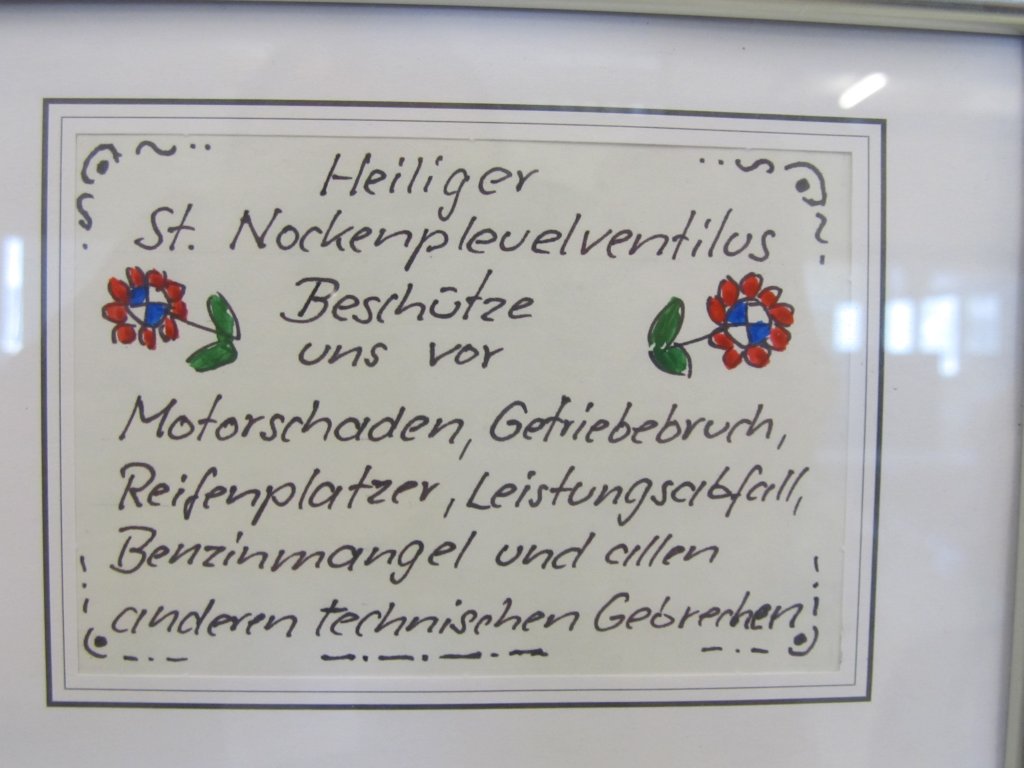 Heiliger
St. Nockenpleuelventilus
Beschütze
uns vor
Motorschaden, Getriebebruch,
Reifenplatzer, Leistungsabfall,
Benzinmangel und allen
anderen technischen Gebrechen